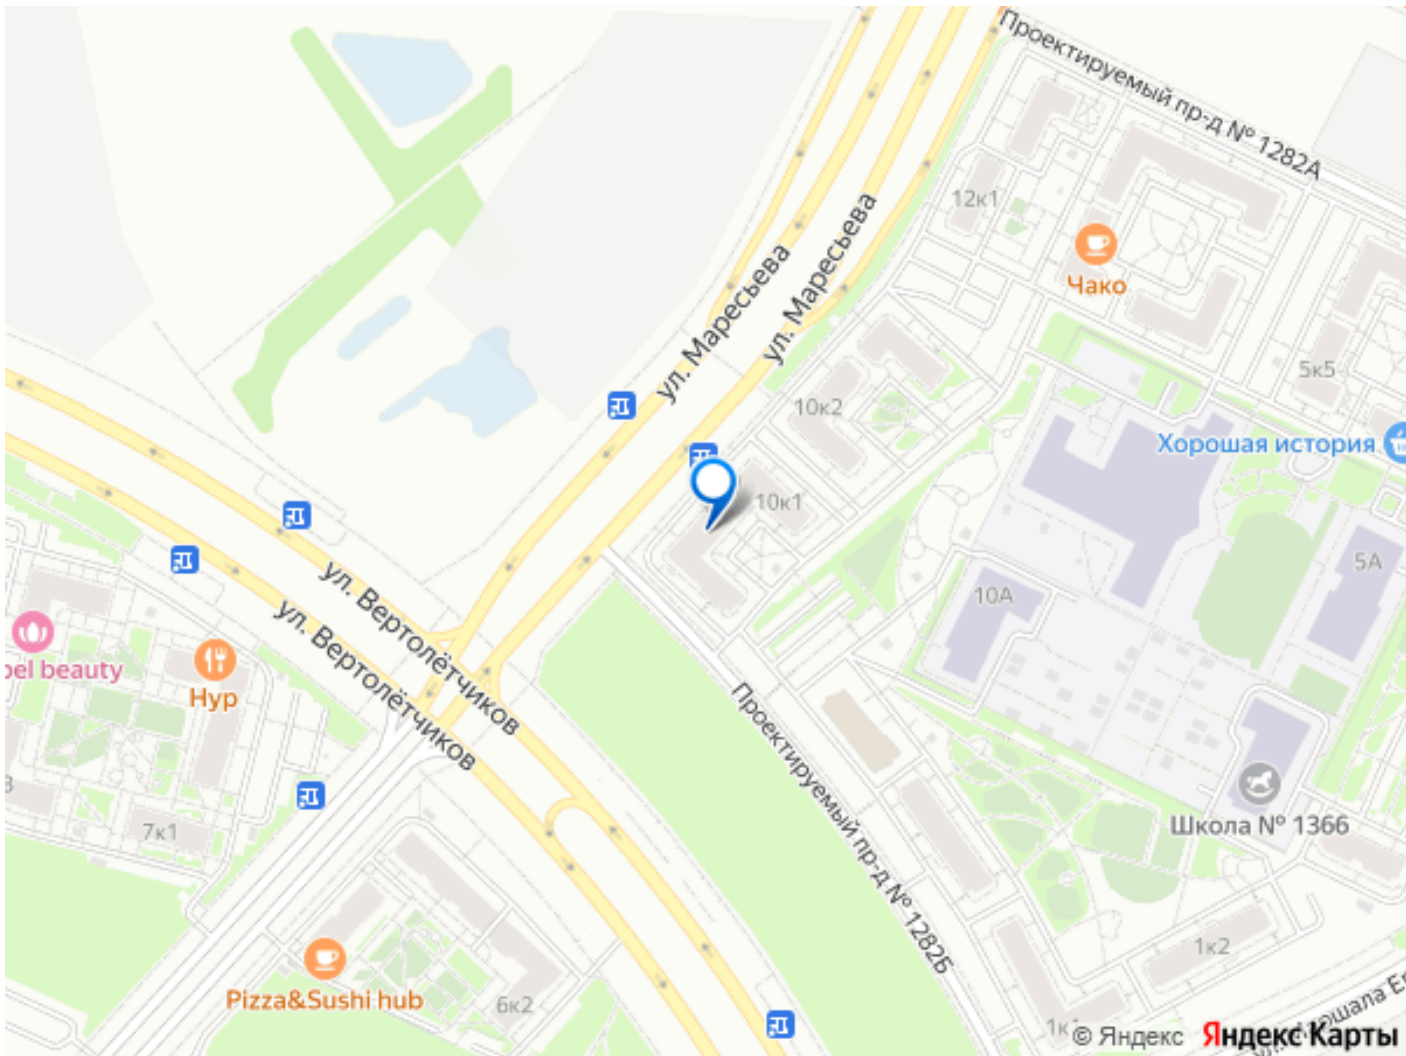 Проектируемый пр-д № 1282А
12к1
Чако
ул. Маресьева
ул. Маресьева
5к5
10к2
Хорошая история
10к1
5А
10А
ул. Вертолётчиков
ул. Вертолётчиков
pel beauty
Нур
Проектируемый пр-д № 1282Б
7к1
Школа № 1366
1к2
Pizza&Sushi hub
6к2
© Яндекс Яндекс Карты